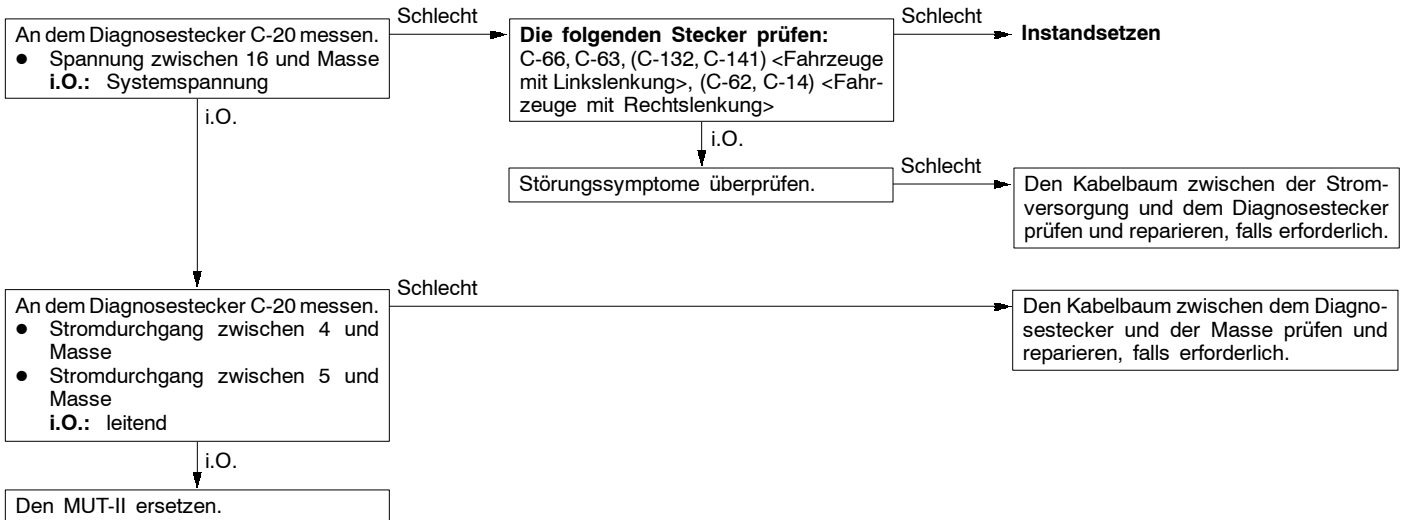 An dem Diagnosestecker C-20 messen.
● Spannung zwischen 16 und Masse
i.O.: Systemspannung
Schlecht
Die folgenden Stecker prüfen:
C-66, C-63, (C-132, C-141) <Fahrzeuge
mit Linkslenkung>, (C-62, C-14) <Fahr-
zeuge mit Rechtslenkung>
Schlecht
Instandsetzen
i.O.
i.O.
Störungssymptome überprüfen.
Schlecht
Den Kabelbaum zwischen der Strom-
versorgung und dem Diagnosestecker
prüfen und reparieren, falls erforderlich.
An dem Diagnosestecker C-20 messen.
● Stromdurchgang zwischen 4 und
Masse
● Stromdurchgang zwischen 5 und
Masse
i.O.: leitend
Schlecht
Den Kabelbaum zwischen dem Diagno-
sestecker und der Masse prüfen und
reparieren, falls erforderlich.
i.O.
Den MUT-II ersetzen.